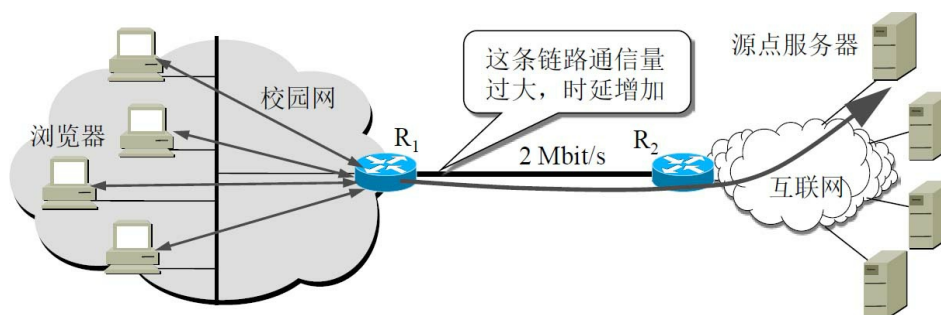 源点服务器
这条链路通信量
过大，时延增加
校园网
浏览器
R1
2 Mbit/s
R2
互联网